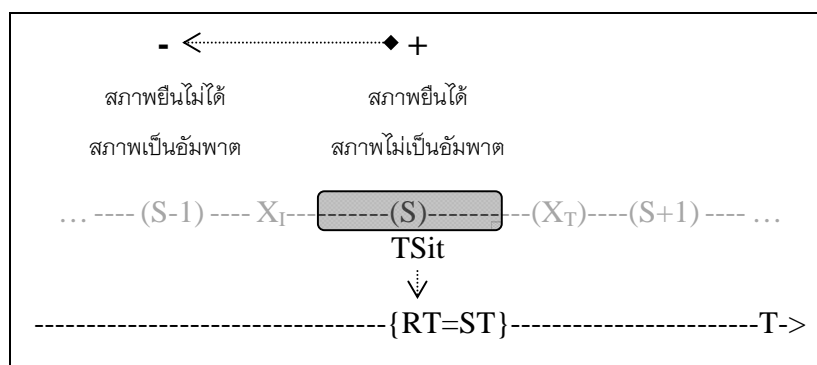 - +
สภาพยืนไม่ได้ สภาพยืนได้
สภาพเป็นอัมพาต สภาพไม่เป็นอัมพาต
… ---- (S-1) ---- X_I----------(S)----------(X_T)----(S+1) ---- …
TSit
----------------------------------{RT=ST}------------------------T->